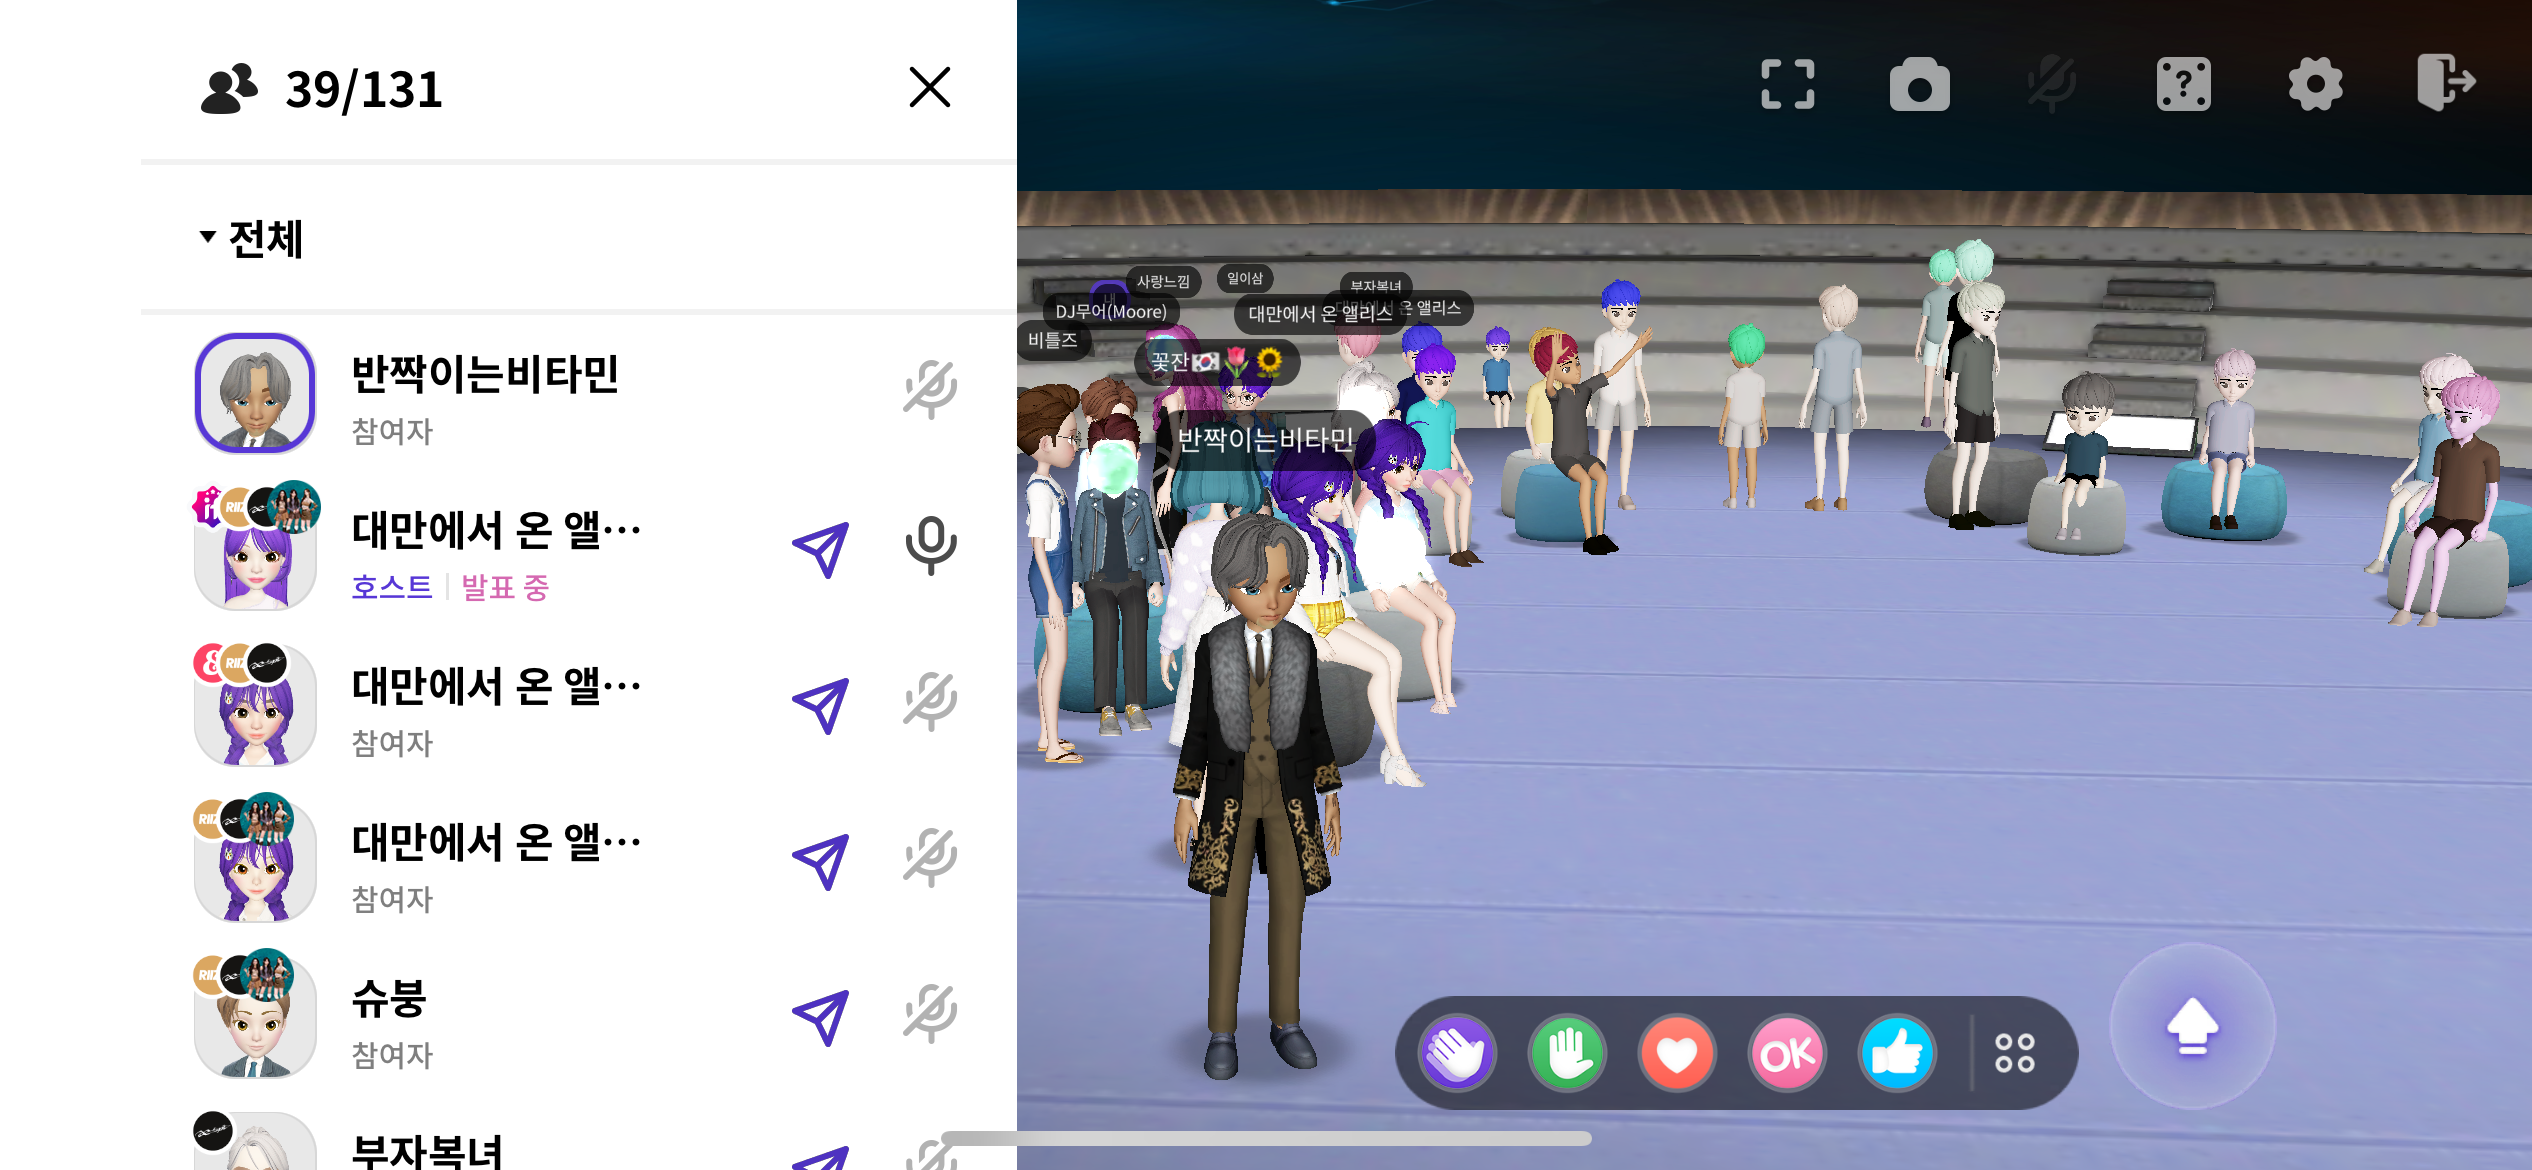 39/131
전체
반짝이는비타민
참여자
대만에서 온 앨…
호스트 | 발표 중
대만에서 온 앨…
참여자
대만에서 온 앨…
참여자
슈붕
참여자
부자복녀
사랑느낌
일이삼
부자복녀
내
DJ무어(Moore)
대만에서 온 앨리스
대만에서 온 앨리스
비틀즈
꽃잔🇰🇷🌷🌻
반짝이는비타민
?
OK